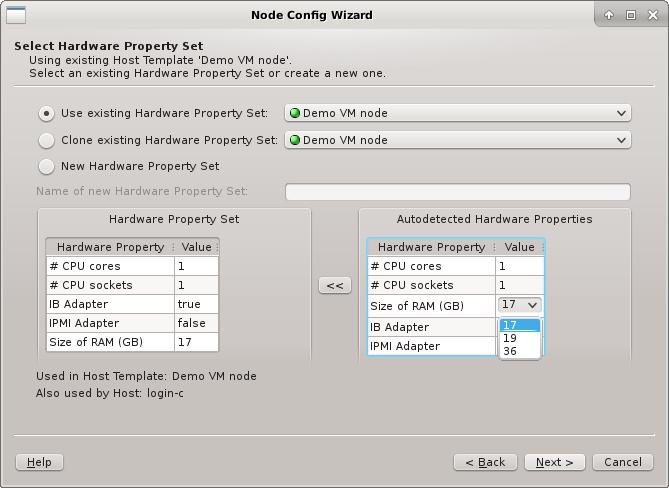 Node Config Wizard
Select Hardware Property Set
Using existing Host Template 'Demo VM node'.
Select an existing Hardware Property Set or create a new one.
Use existing Hardware Property Set: Demo VM node
Clone existing Hardware Property Set: Demo VM node
New Hardware Property Set
Name of new Hardware Property Set:
Hardware Property Set
Hardware Property Value
# CPU cores 1
# CPU sockets 1
IB Adapter true
IPMI Adapter false
Size of RAM (GB) 17
<<
Autodetected Hardware Properties
Hardware Property Value
# CPU cores 1
# CPU sockets 1
Size of RAM (GB) 17
IB Adapter 17
19
IPMI Adapter 36
Used in Host Template: Demo VM node
Also used by Host: login-c
Help
< Back
Next >
Cancel